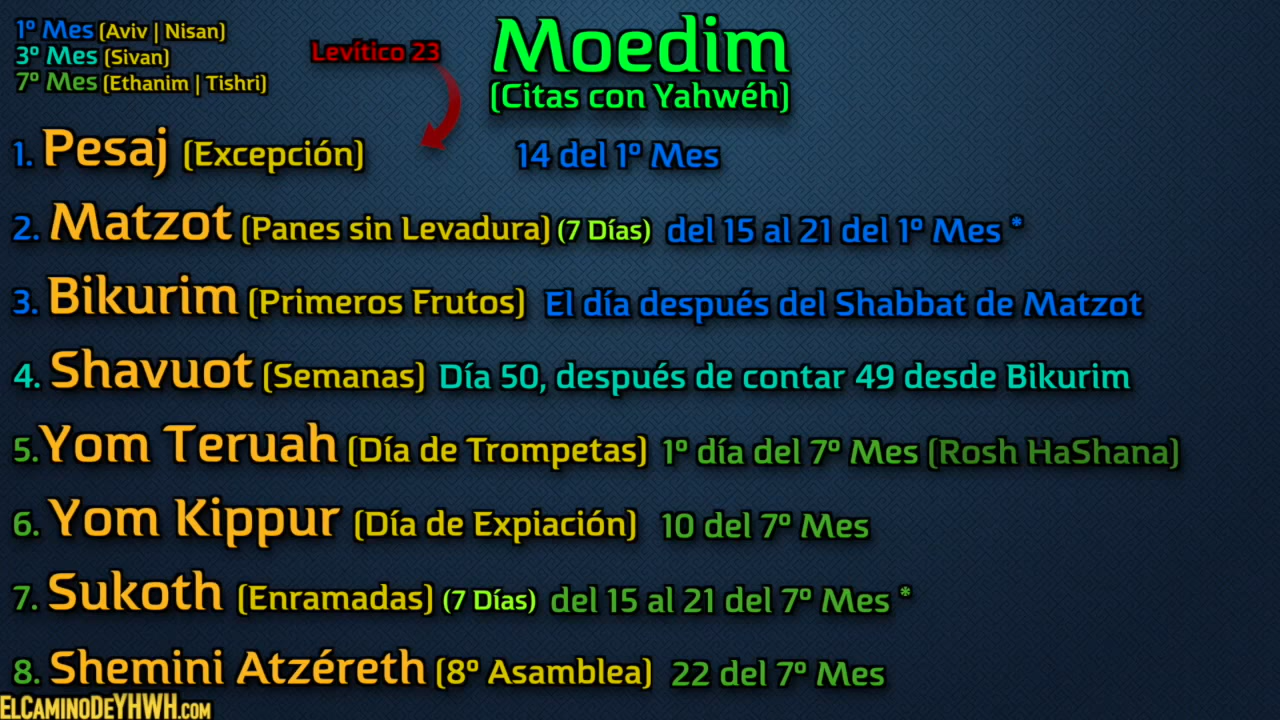 1º Mes (Aviv | Nisan)
3º Mes (Sivan)
7º Mes (Ethanim | Tishri)
Levítico 23
Moedim
(Citas con Yahwéh)
1. Pesaj (Excepción) 14 del 1º Mes
2. Matzot (Panes sin Levadura) (7 Días) del 15 al 21 del 1º Mes *
3. Bikurim (Primeros Frutos) El día después del Shabbat de Matzot
4. Shavuot (Semanas) Día 50, después de contar 49 desde Bikurim
5. Yom Teruah (Día de Trompetas) 1º día del 7º Mes (Rosh HaShana)
6. Yom Kippur (Día de Expiación) 10 del 7º Mes
7. Sukoth (Enramadas) (7 Días) del 15 al 21 del 7º Mes *
8. Shemini Atzéreth (8º Asamblea) 22 del 7º Mes
ELCAMINODEYHWH.COM